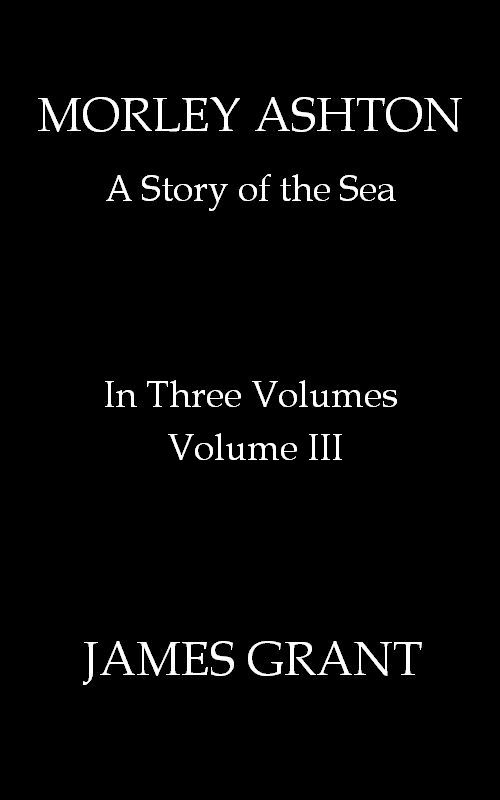 MORLEY ASHTON
A Story of the Sea
In Three Volumes
Volume III
JAMES GRANT